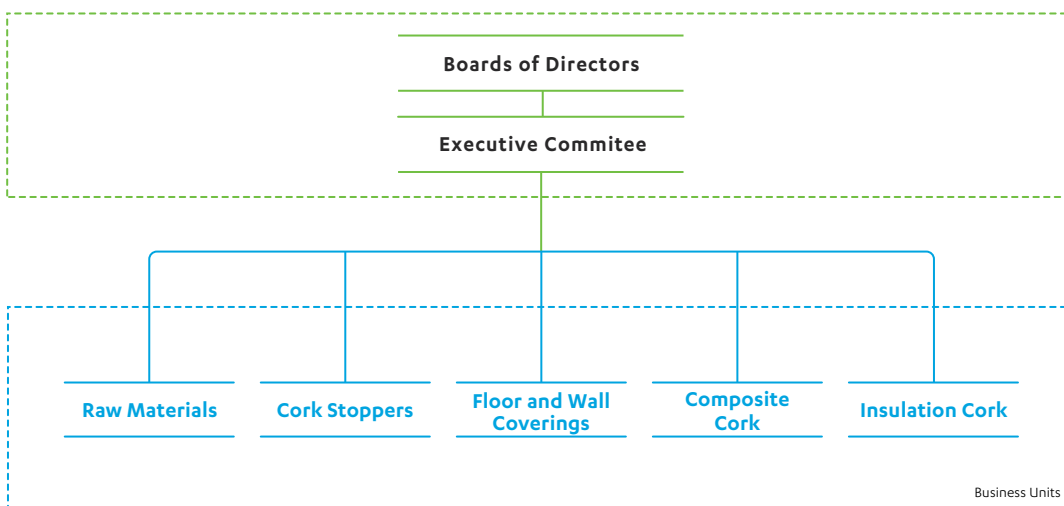 Boards of Directors
Executive Commitee
Raw Materials
Cork Stoppers
Floor and Wall
Coverings
Composite
Cork
Insulation Cork
Business Units